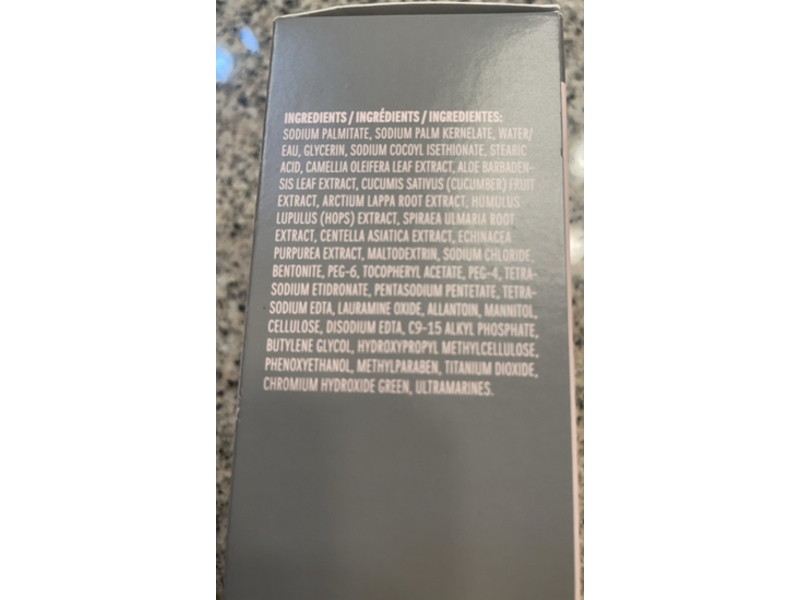 INGREDIENTS / INGRÉDIENTS / INGREDIENTES:
SODIUM PALMITATE, SODIUM PALM KERNELATE, WATER/
EAU, GLYCERIN, SODIUM COCOYL ISETHIONATE, STEARIC
ACID, CAMELLIA OLEIFERA LEAF EXTRACT, ALOE BARBADEN-
SIS LEAF EXTRACT, CUCUMIS SATIVUS (CUCUMBER) FRUIT
EXTRACT, ARCTIUM LAPPA ROOT EXTRACT, HUMULUS
LUPULUS (HOPS) EXTRACT, SPIRAEA ULMARIA ROOT
EXTRACT, CENTELLA ASIATICA EXTRACT, ECHINACEA
PURPUREA EXTRACT, MALTODEXTRIN, SODIUM CHLORIDE,
BENTONITE, PEG-6, TOCOPHERYL ACETATE, PEG-4, TETRA-
SODIUM ETIDRONATE, PENTASODIUM PENTETATE, TETRA-
SODIUM EDTA, LAURAMINE OXIDE, ALLANTOIN, MANNITOL,
CELLULOSE, DISODIUM EDTA, C9-15 ALKYL PHOSPHATE,
BUTYLENE GLYCOL, HYDROXYPROPYL METHYLCELLULOSE,
PHENOXYETHANOL, METHYLPARABEN, TITANIUM DIOXIDE,
CHROMIUM HYDROXIDE GREEN, ULTRAMARINES.